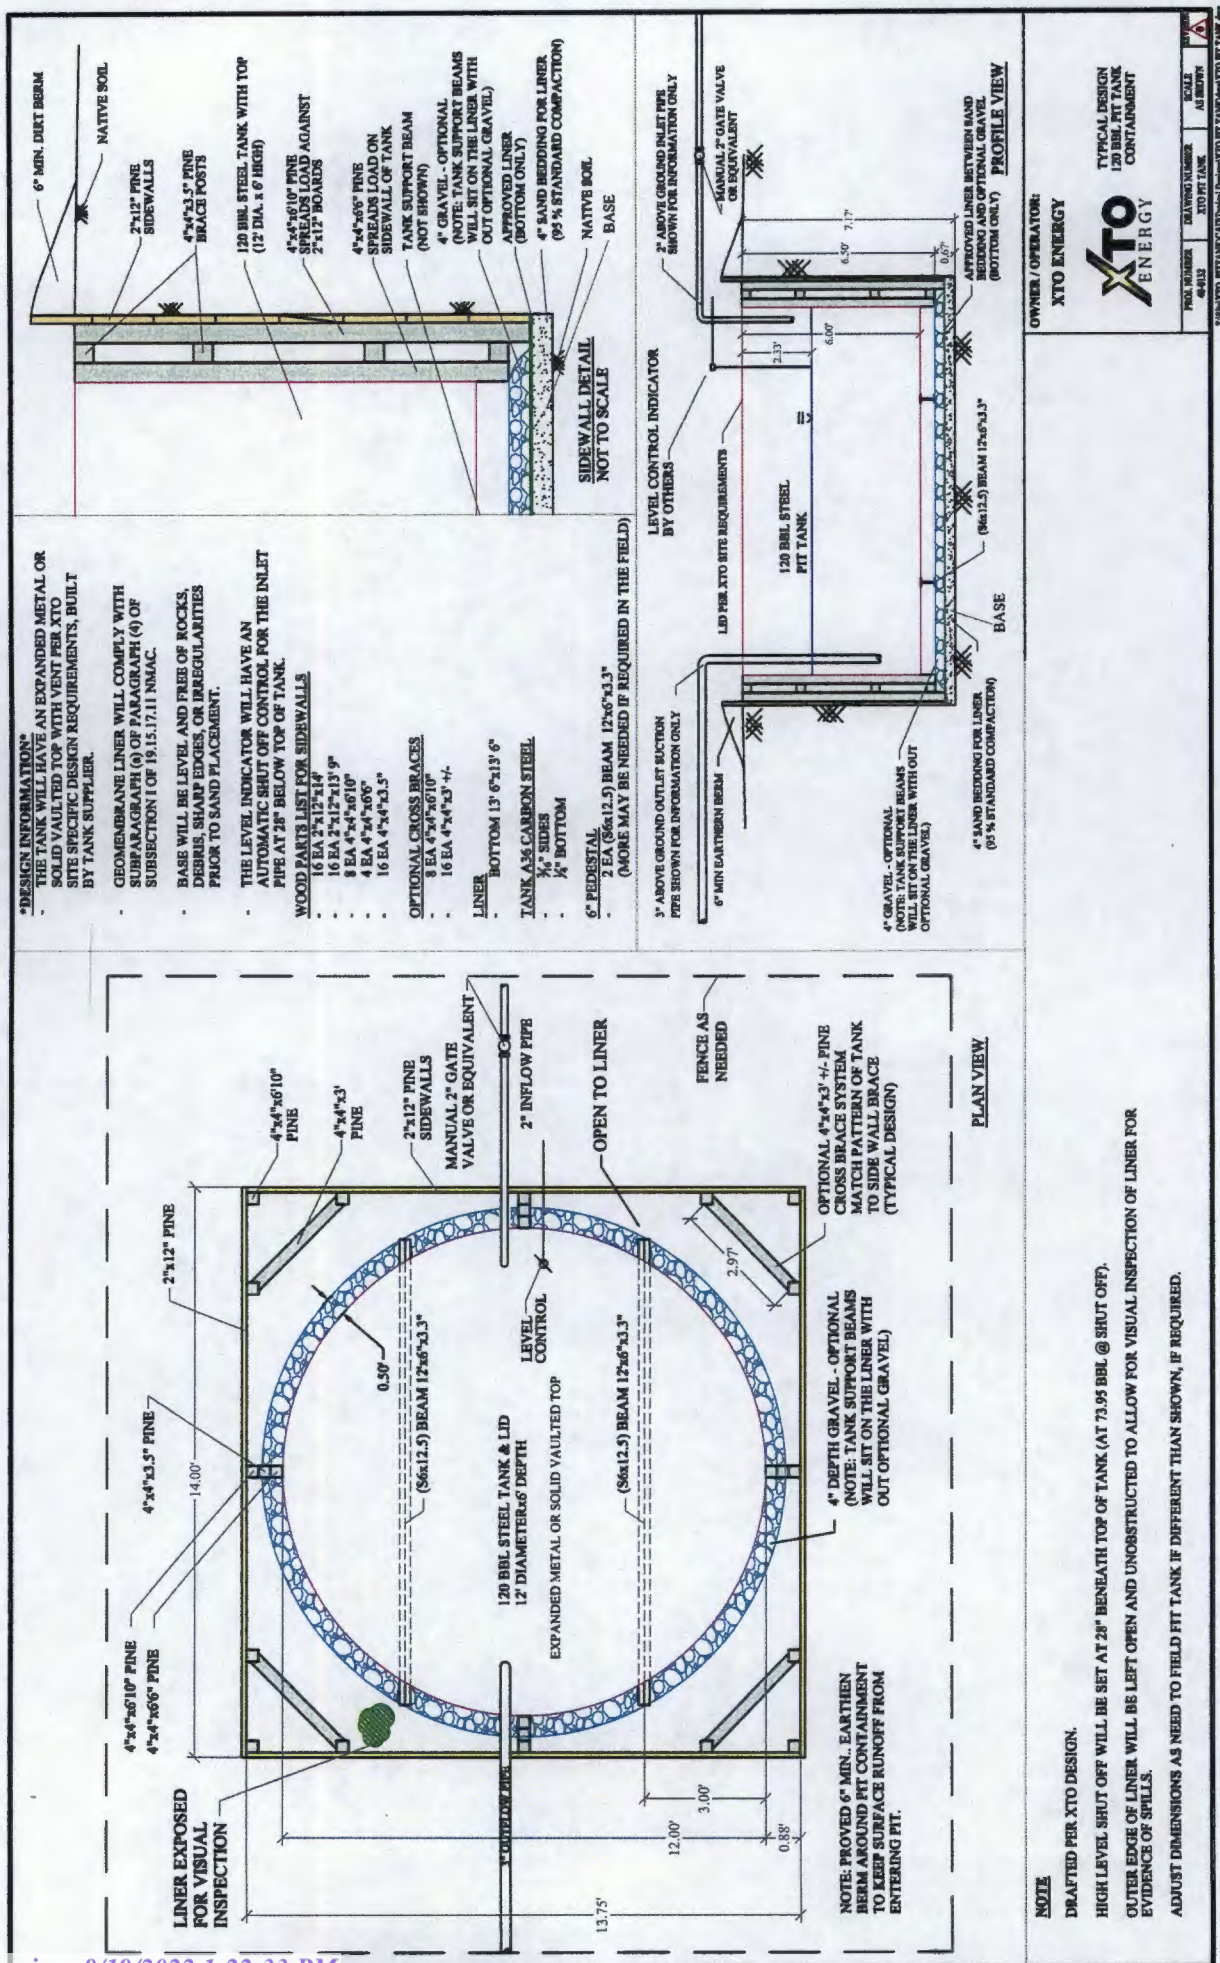 *DESIGN INFORMATION*
- THE TANK WILL HAVE AN EXPANDED METAL OR
SOLID VAULTED TOP WITH VENT PER XTO
SITE SPECIFIC DESIGN REQUIREMENTS, BUILT
BY TANK SUPPLIER.
- GEOMEMBRANE LINER WILL COMPLY WITH
SUBPARAGRAPH (a) OF PARAGRAPH (4) OF
SUBSECTION I OF 19.15.17.11 NMAC.
- BASE WILL BE LEVEL AND FREE OF ROCKS,
DEBRIS, SHARP EDGES, OR IRREGULARITIES
PRIOR TO SAND PLACEMENT.
- THE LEVEL INDICATOR WILL HAVE AN
AUTOMATIC SHUT OFF CONTROL FOR THE INLET
PIPE AT 28" BELOW TOP OF TANK.
WOOD PARTS LIST FOR SIDEWALLS
- 16 EA 2"x12"x14'
- 16 EA 2"x12"x13' 9"
- 8 EA 4"x4"x6'10"
- 4 EA 4"x4"x6'6"
- 16 EA 4"x4"x3.5"
OPTIONAL CROSS BRACES
- 8 EA 4"x4"x6'10"
- 16 EA 4"x4"x3' +/-
LINER
- BOTTOM 13' 6"x13' 6"
TANK A36 CARBON STEEL
- 3/16" SIDES
- 1/4" BOTTOM
6" PEDESTAL
- 2 EA (S6x12.5) BEAM 12'x6"x3.3"
(MORE MAY BE NEEDED IF REQUIRED IN THE FIELD)
6" MIN. DIRT BERM
NATIVE SOIL
2"x12" PINE
SIDEWALLS
4"x4"x3.5" PINE
BRACE POSTS
120 BBL STEEL TANK WITH TOP
(12' DIA. x 6' HIGH)
4"x4"x6'10" PINE
SPREADS LOAD AGAINST
2"x12" BOARDS
4"x4"x6'6" PINE
SPREADS LOAD ON
SIDEWALL OF TANK
TANK SUPPORT BEAM
(NOT SHOWN)
4" GRAVEL - OPTIONAL
(NOTE: TANK SUPPORT BEAMS
WILL SIT ON THE LINER WITH
OUT OPTIONAL GRAVEL)
APPROVED LINER
(BOTTOM ONLY)
4" SAND BEDDING FOR LINER
(95 % STANDARD COMPACTION)
NATIVE SOIL
BASE
SIDEWALL DETAIL
NOT TO SCALE
LINER EXPOSED
FOR VISUAL
INSPECTION
4"x4"x6'10" PINE
4"x4"x6'6" PINE
4"x4"x3.5" PINE
14.00'
2"x12" PINE
4"x4"x6'10"
PINE
4"x4"x3'
PINE
2"x12" PINE
SIDEWALLS
MANUAL 2" GATE
VALVE OR EQUIVALENT
2" INFLOW PIPE
OPEN TO LINER
FENCE AS
NEEDED
0.50'
(S6x12.5) BEAM 12'x6"x3.3"
LEVEL
CONTROL
120 BBL STEEL TANK & LID
12' DIAMETERx6' DEPTH
EXPANDED METAL OR SOLID VAULTED TOP
(S6x12.5) BEAM 12'x6"x3.3"
3" OUTFLOW PIPE
2.97'
OPTIONAL 4"x4"x3' +/- PINE
CROSS BRACE SYSTEM
MATCH PATTERN OF TANK
TO SIDE WALL BRACE
(TYPICAL DESIGN)
4" DEPTH GRAVEL - OPTIONAL
(NOTE: TANK SUPPORT BEAMS
WILL SIT ON THE LINER WITH
OUT OPTIONAL GRAVEL)
3.00'
12.00'
0.88'
13.75'
NOTE: PROVED 6" MIN.. EARTHEN
BERM AROUND PIT CONTAINMENT
TO KEEP SURFACE RUNOFF FROM
ENTERING PIT.
PLAN VIEW
3" ABOVE GROUND OUTLET SUCTION
PIPE SHOWN FOR INFORMATION ONLY
6" MIN EARTHERN BERM
LEVEL CONTROL INDICATOR
BY OTHERS
LID PER XTO SITE REQUIREMENTS
120 BBL STEEL
PIT TANK
2" ABOVE GROUND INLET PIPE
SHOWN FOR INFORMATION ONLY
MANUAL 2" GATE VALVE
OR EQUIVALENT
2.33'
6.00'
6.50'
7.17'
0.67'
4" GRAVEL - OPTIONAL
(NOTE: TANK SUPPORT BEAMS
WILL SIT ON THE LINER WITH OUT
OPTIONAL GRAVEL)
4" SAND BEDDING FOR LINER
(95 % STANDARD COMPACTION)
BASE
(S6x12.5) BEAM 12'x6"x3.3"
APPROVED LINER BETWEEN BAND
BEDDING AND OPTIONAL GRAVEL
(BOTTOM ONLY)
PROFILE VIEW
NOTE
DRAFTED PER XTO DESIGN.
HIGH LEVEL SHUT OFF WILL BE SET AT 28" BENEATH TOP OF TANK (AT 73.95 BBL @ SHUT OFF).
OUTER EDGE OF LINER WILL BE LEFT OPEN AND UNOBSTRUCTED TO ALLOW FOR VISUAL INSPECTION OF LINER FOR
EVIDENCE OF SPILLS.
ADJUST DIMENSIONS AS NEED TO FIELD FIT TANK IF DIFFERENT THAN SHOWN, IF REQUIRED.
OWNER / OPERATOR:
XTO ENERGY
XTO
ENERGY
TYPICAL DESIGN
120 BBL PIT TANK
CONTAINMENT
PROJ. NUMBER
DRAWING NUMBER
XTO PIT TANK
SCALE
AS SHOWN
8/19/2022 1:22:33 PM